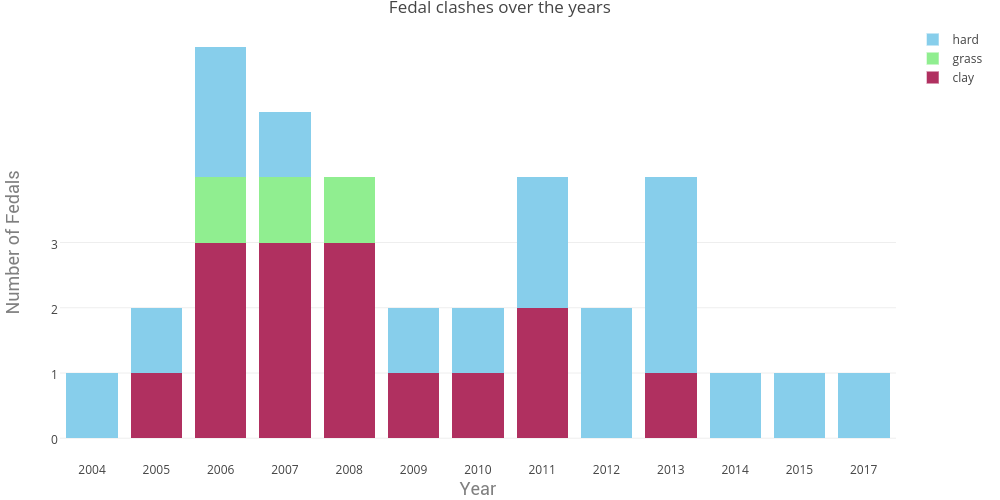 Fedal clashes over the years
hard
grass
clay
Number of Fedals
3
2
1
0
2004 2005 2006 2007 2008 2009 2010 2011 2012 2013 2014 2015 2017
Year